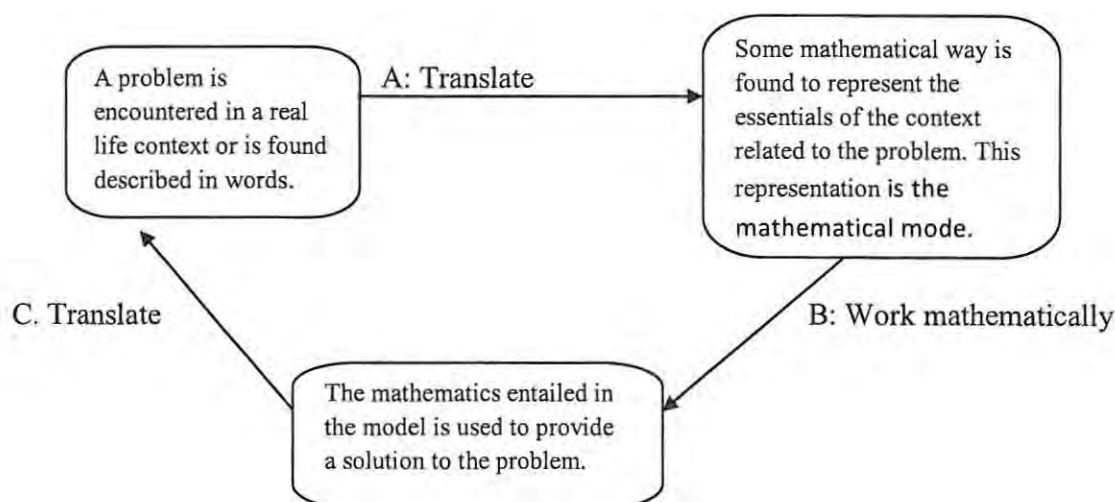 A problem is
encountered in a real
life context or is found
described in words.
A: Translate
Some mathematical way is
found to represent the
essentials of the context
related to the problem. This
representation is the
mathematical mode.
C. Translate
B: Work mathematically
The mathematics entailed in
the model is used to provide
a solution to the problem.